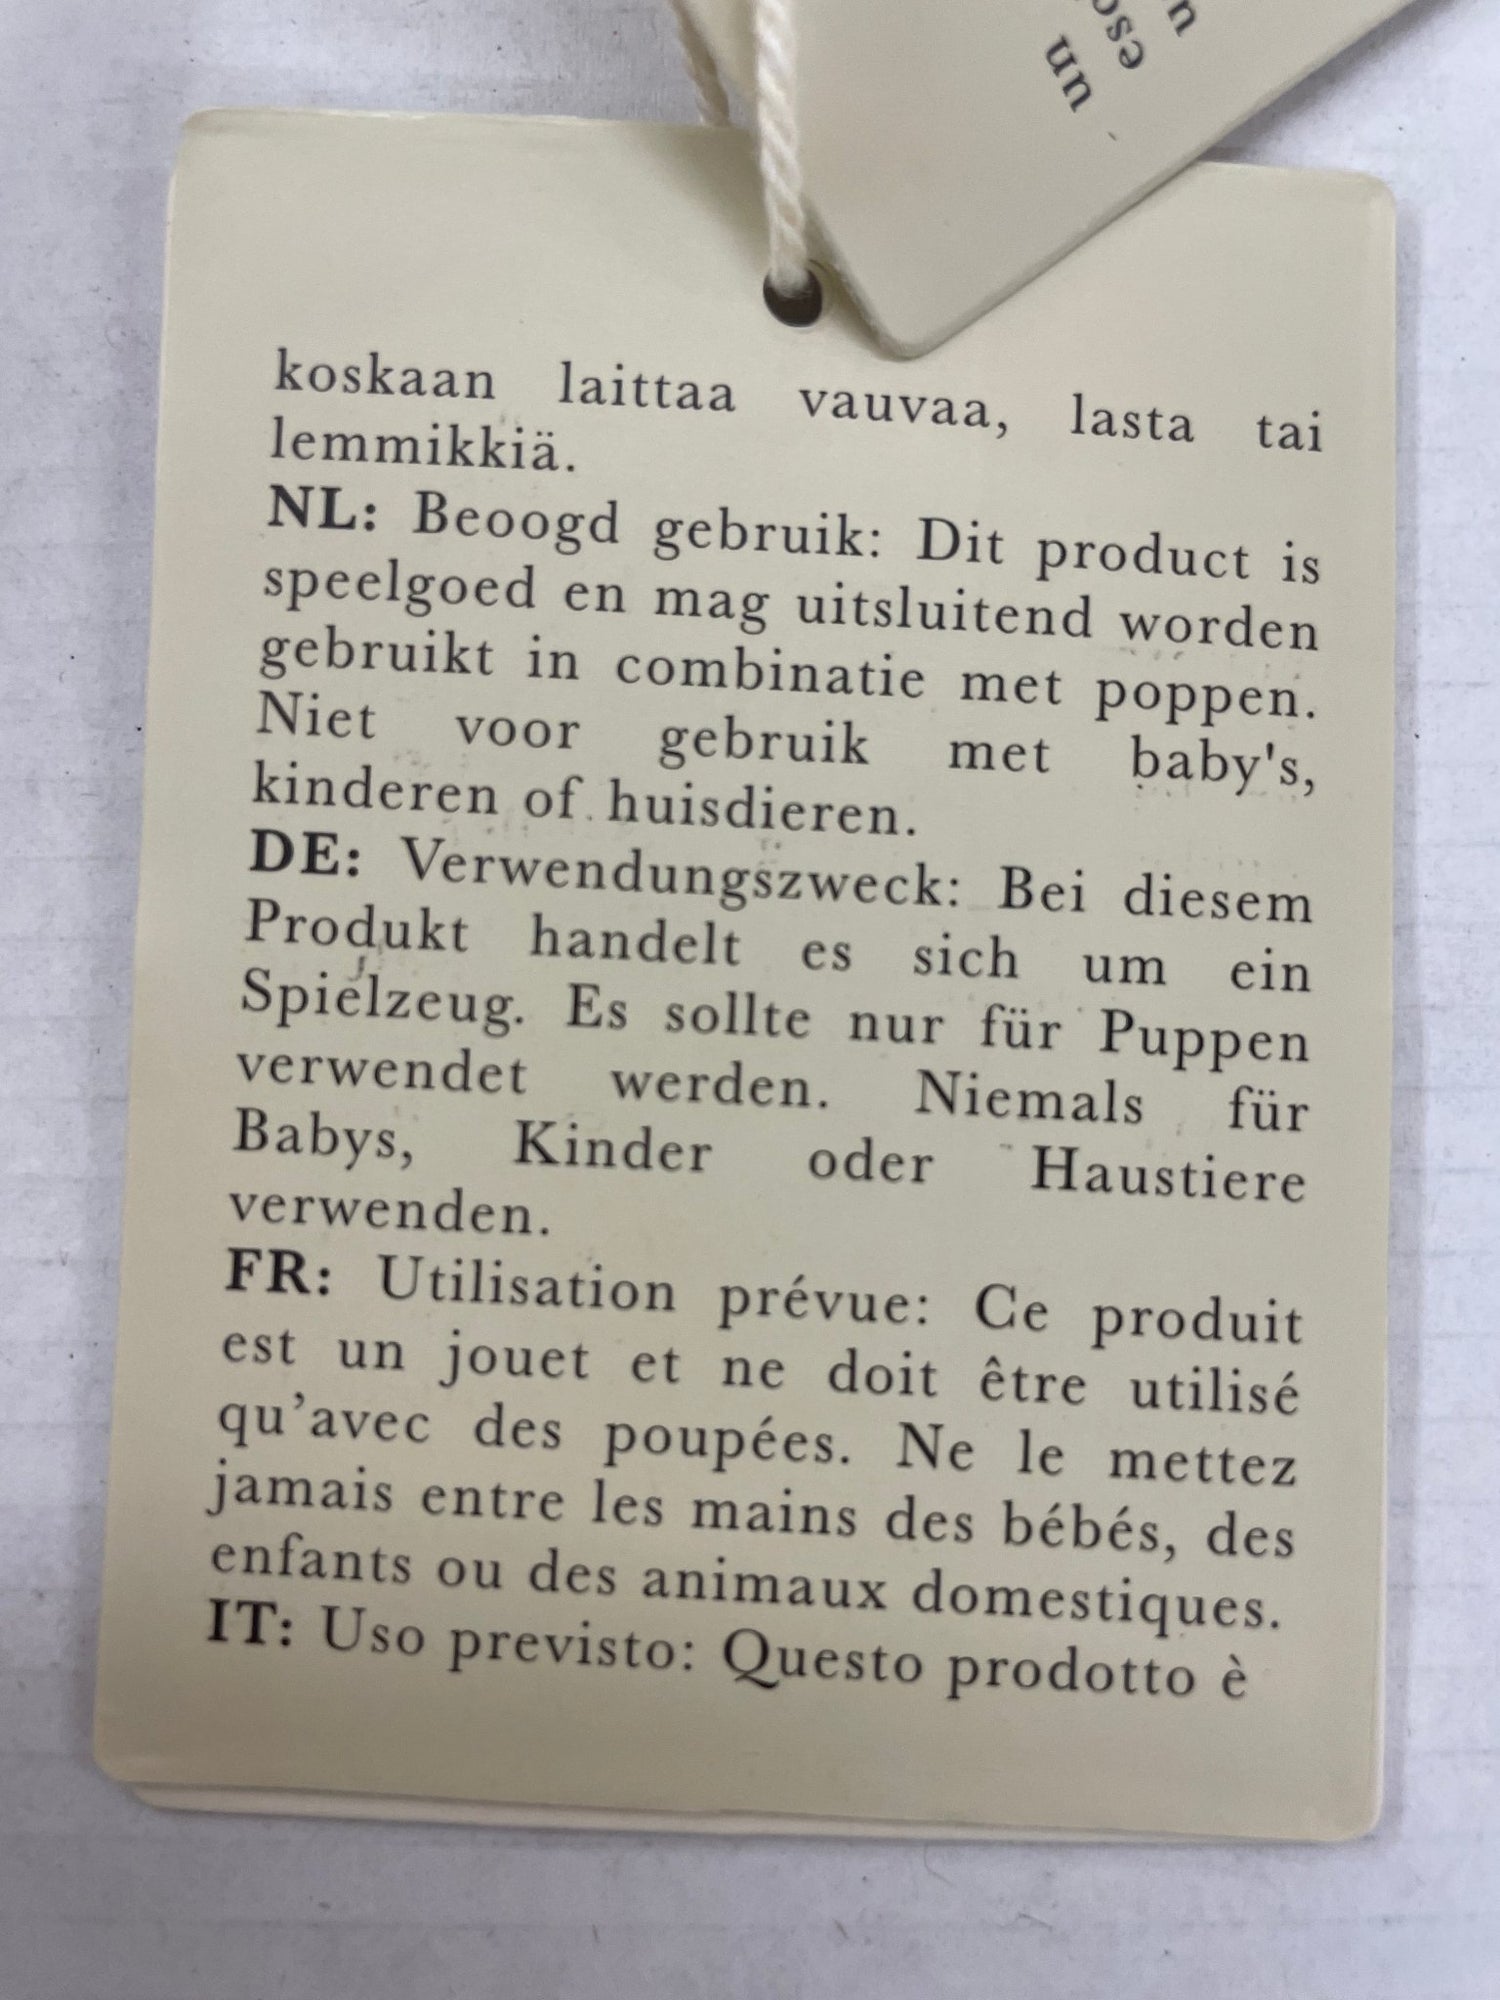 un
koskaan laittaa vauvaa, lasta tai
lemmikkiä.
NL: Beoogd gebruik: Dit product is
speelgoed en mag uitsluitend worden
gebruikt in combinatie met poppen.
Niet voor gebruik met baby's,
kinderen of huisdieren.
DE: Verwendungszweck: Bei diesem
Produkt handelt es sich um ein
Spielzeug. Es sollte nur für Puppen
verwendet werden. Niemals für
Babys, Kinder oder Haustiere
verwenden.
FR: Utilisation prévue: Ce produit
est un jouet et ne doit être utilisé
qu’avec des poupées. Ne le mettez
jamais entre les mains des bébés, des
enfants ou des animaux domestiques.
IT: Uso previsto: Questo prodotto è